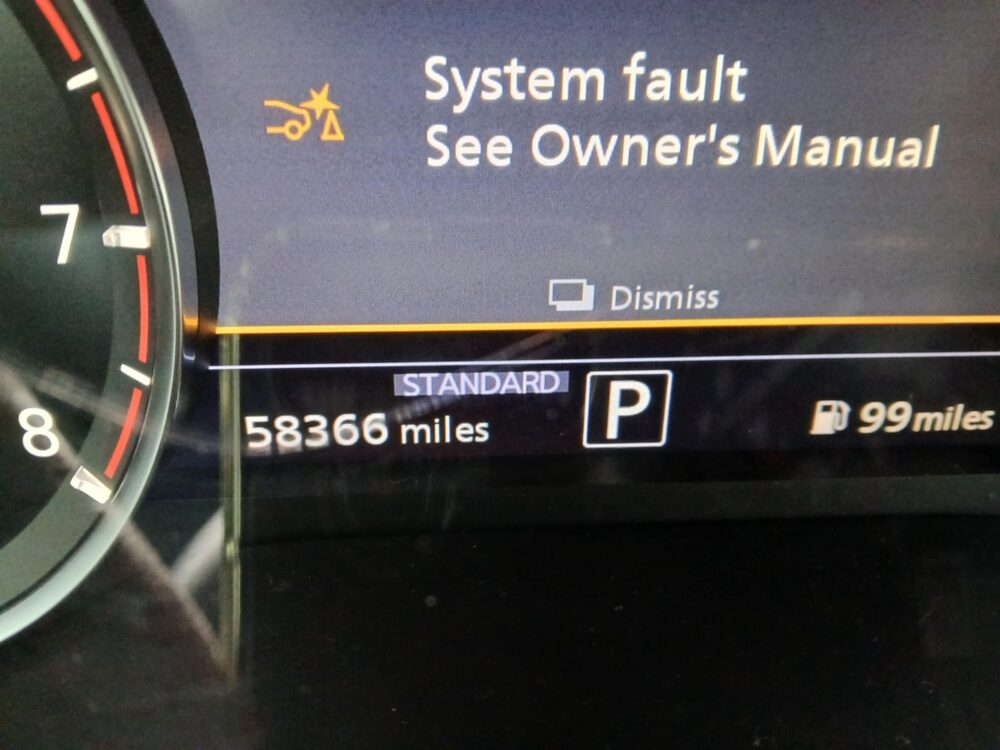 System fault
See Owner's Manual
7
Dismiss
STANDARD
58366 miles
P
99 miles
8